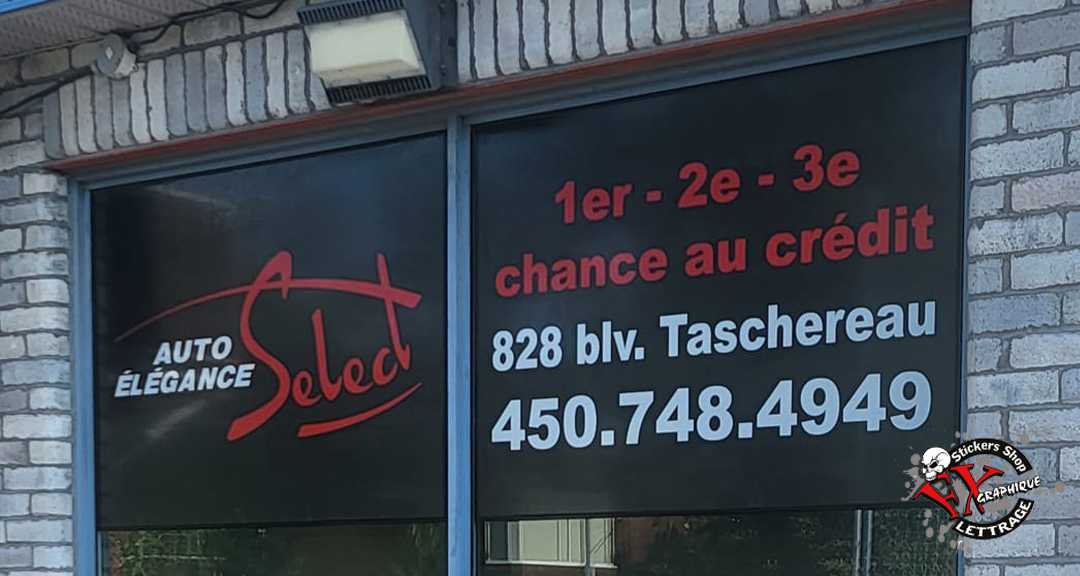 AUTO
ÉLÉGANCE
Select
1er - 2e - 3e
chance au crédit
828 blv. Taschereau
450.748.4949
Stickers Shop
GRAPHIQUE
LETTRAGE